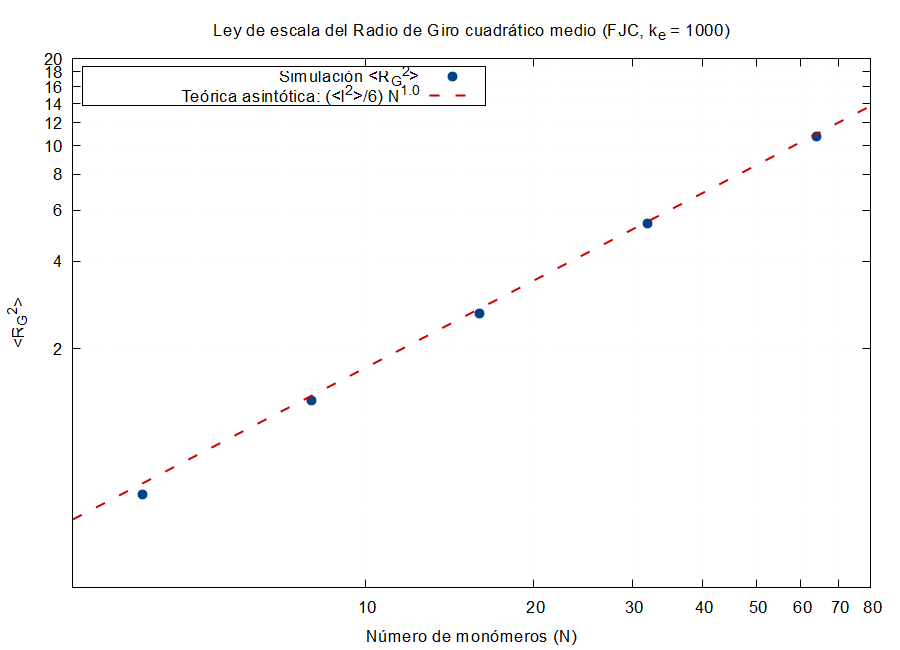 Ley de escala del Radio de Giro cuadrático medio (FJC, kₑ = 1000)
Simulación <R_G²>
Teórica asintótica: (<l²>/6) N¹·⁰
20
18
16
14
12
10
8
6
4
2
<R_G²>
10 20 30 40 50 60 70 80
Número de monómeros (N)